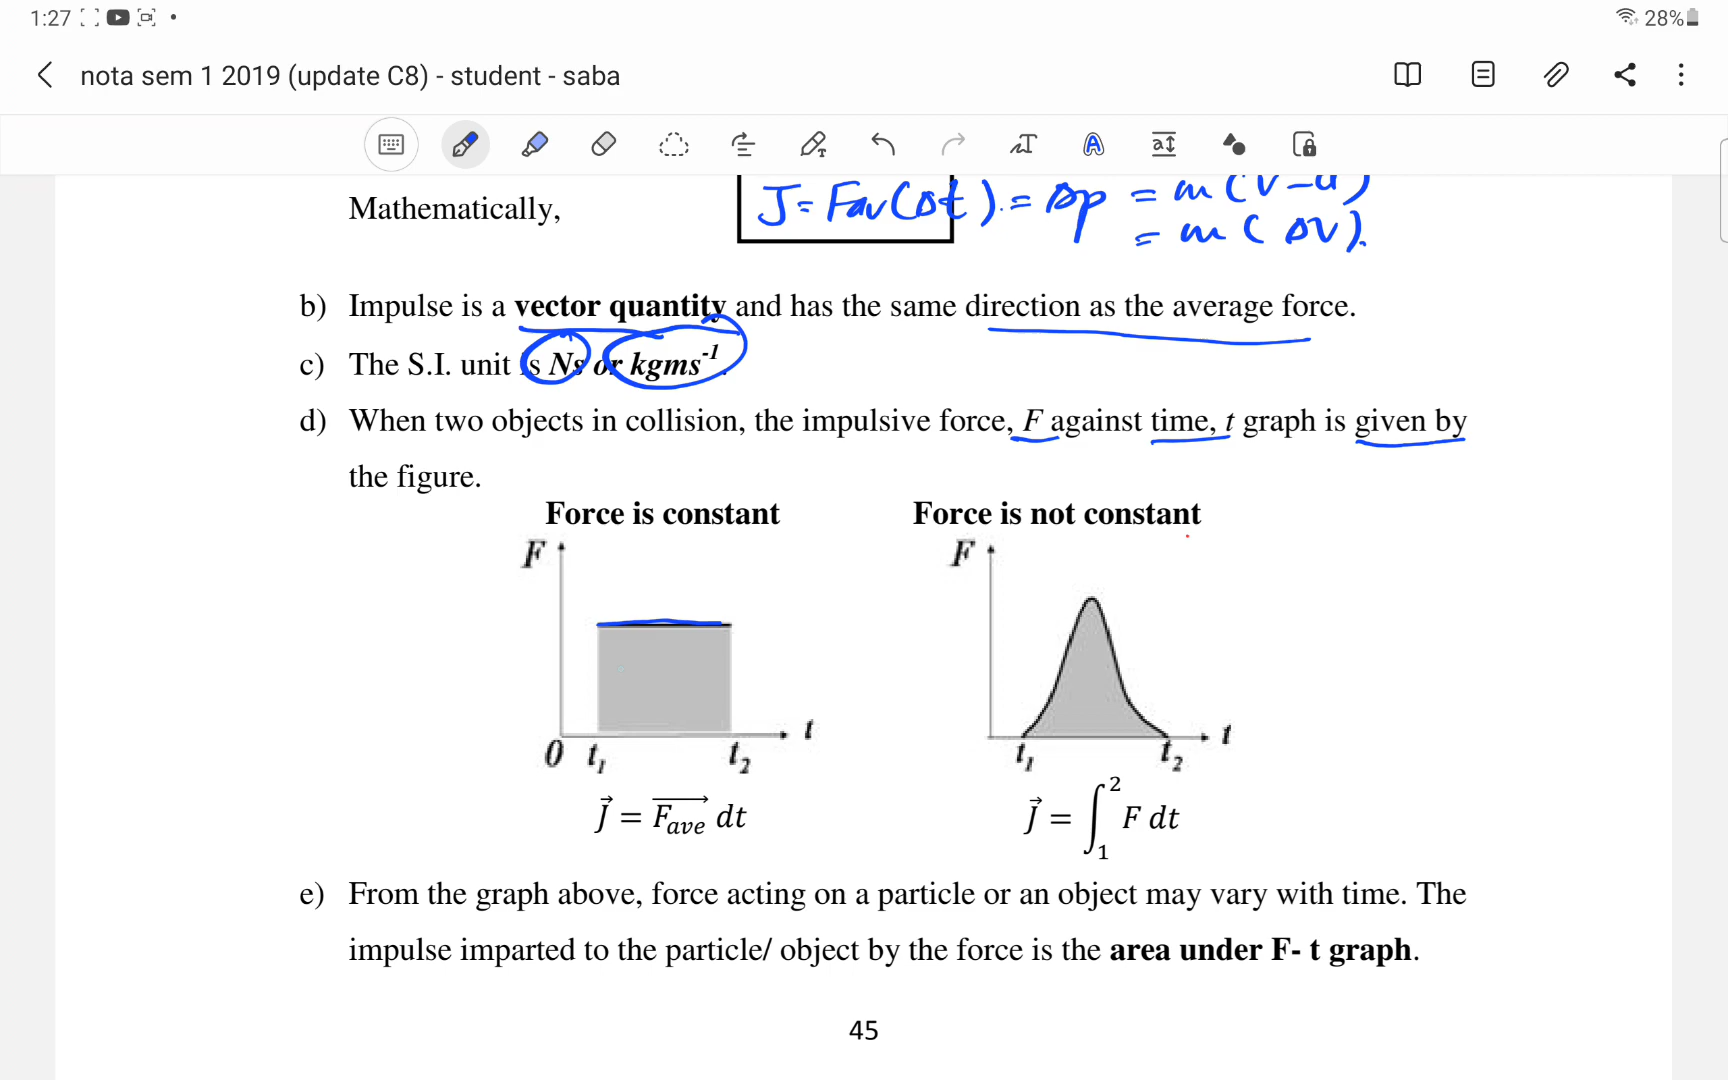 1:27 28%
nota sem 1 2019 (update C8) - student - saba
Mathematically, J = Fav(Δt). = Δp = m(v-u)
= m(Δv).
b) Impulse is a vector quantity and has the same direction as the average force.
c) The S.I. unit is Ns or kgms⁻¹.
d) When two objects in collision, the impulsive force, F against time, t graph is given by
the figure.
Force is constant Force is not constant
F F
t t
0 t₁ t₂ t₁ t₂
J⃗ = F⃗ₐᵥₑ dt J⃗ = ∫₁² F dt
e) From the graph above, force acting on a particle or an object may vary with time. The
impulse imparted to the particle/ object by the force is the area under F- t graph.
45